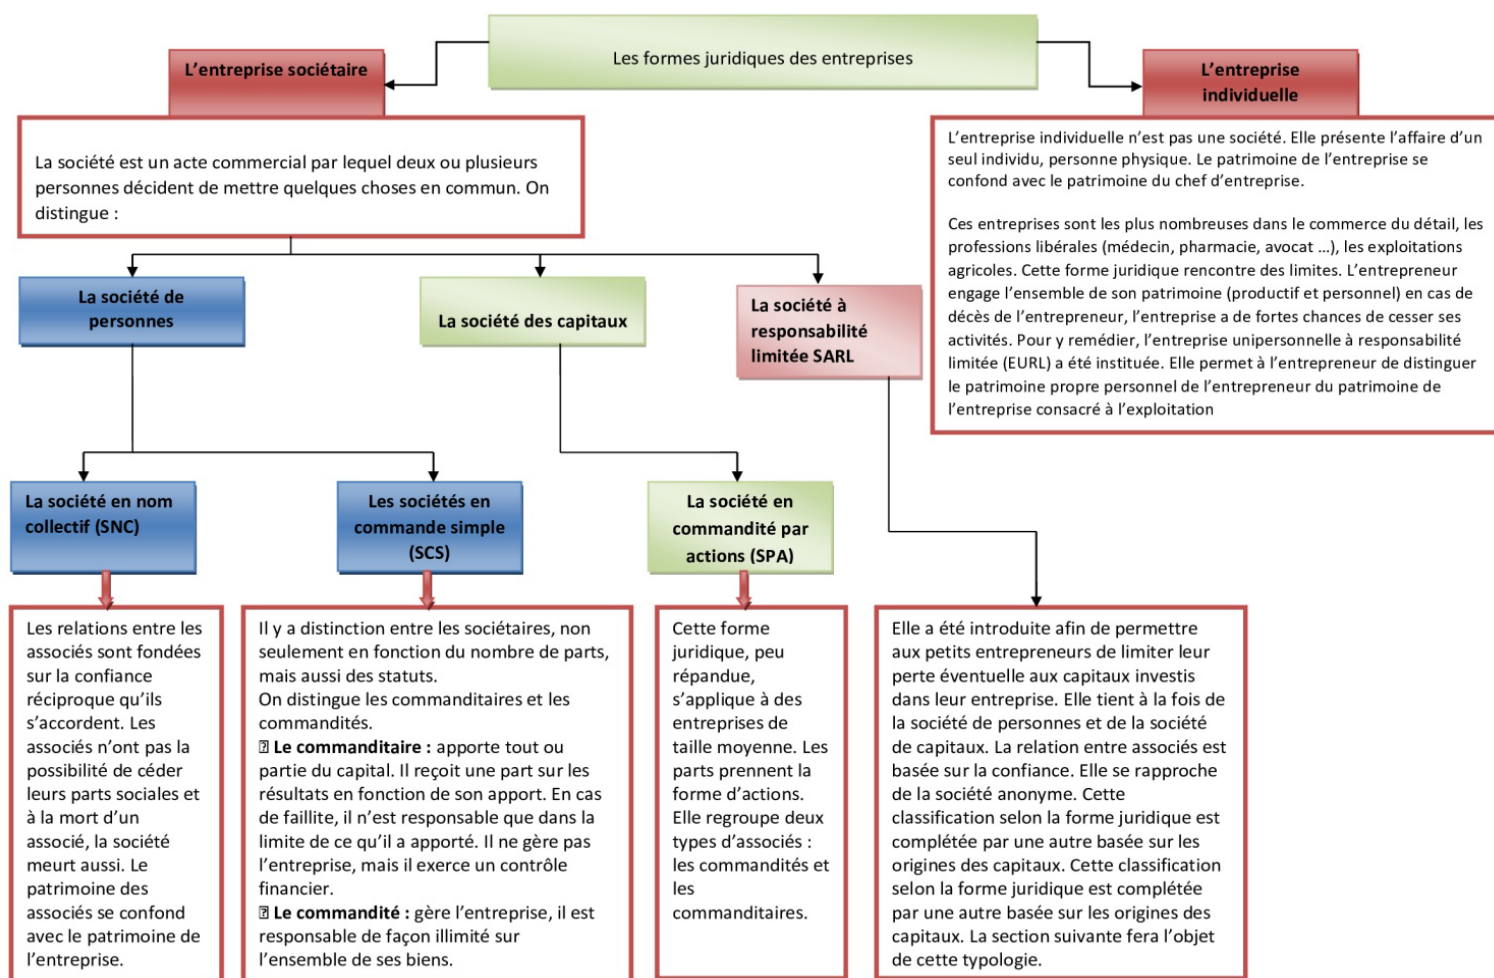 Les formes juridiques des entreprises
L'entreprise sociétaire
L'entreprise
individuelle
La société est un acte commercial par lequel deux ou plusieurs
personnes décident de mettre quelques choses en commun. On
distingue :
L'entreprise individuelle n'est pas une société. Elle présente l'affaire d'un
seul individu, personne physique. Le patrimoine de l'entreprise se
confond avec le patrimoine du chef d'entreprise.
Ces entreprises sont les plus nombreuses dans le commerce du détail, les
professions libérales (médecin, pharmacie, avocat ...), les exploitations
agricoles. Cette forme juridique rencontre des limites. L'entrepreneur
engage l'ensemble de son patrimoine (productif et personnel) en cas de
décès de l'entrepreneur, l'entreprise a de fortes chances de cesser ses
activités. Pour y remédier, l'entreprise unipersonnelle à responsabilité
limitée (EURL) a été instituée. Elle permet à l'entrepreneur de distinguer
le patrimoine propre personnel de l'entrepreneur du patrimoine de
l'entreprise consacré à l'exploitation
La société de
personnes
La société des capitaux
La société à
responsabilité
limitée SARL
La société en nom
collectif (SNC)
Les sociétés en
commande simple
(SCS)
La société en
commandité par
actions (SPA)
Les relations entre les
associés sont fondées
sur la confiance
réciproque qu'ils
s'accordent. Les
associés n'ont pas la
possibilité de céder
leurs parts sociales et
à la mort d'un
associé, la société
meurt aussi. Le
patrimoine des
associés se confond
avec le patrimoine de
l'entreprise.
Il y a distinction entre les sociétaires, non
seulement en fonction du nombre de parts,
mais aussi des statuts.
On distingue les commanditaires et les
commandités.
Le commanditaire : apporte tout ou
partie du capital. Il reçoit une part sur les
résultats en fonction de son apport. En cas
de faillite, il n'est responsable que dans la
limite de ce qu'il a apporté. Il ne gère pas
l'entreprise, mais il exerce un contrôle
financier.
Le commandité : gère l'entreprise, il est
responsable de façon illimité sur
l'ensemble de ses biens.
Cette forme
juridique, peu
répandue,
s'applique à des
entreprises de
taille moyenne. Les
parts prennent la
forme d'actions.
Elle regroupe deux
types d'associés :
les commandités et
les
commanditaires.
Elle a été introduite afin de permettre
aux petits entrepreneurs de limiter leur
perte éventuelle aux capitaux investis
dans leur entreprise. Elle tient à la fois de
la société de personnes et de la société
de capitaux. La relation entre associés est
basée sur la confiance. Elle se rapproche
de la société anonyme. Cette
classification selon la forme juridique est
complétée par une autre basée sur les
origines des capitaux. Cette classification
selon la forme juridique est complétée
par une autre basée sur les origines des
capitaux. La section suivante fera l'objet
de cette typologie.